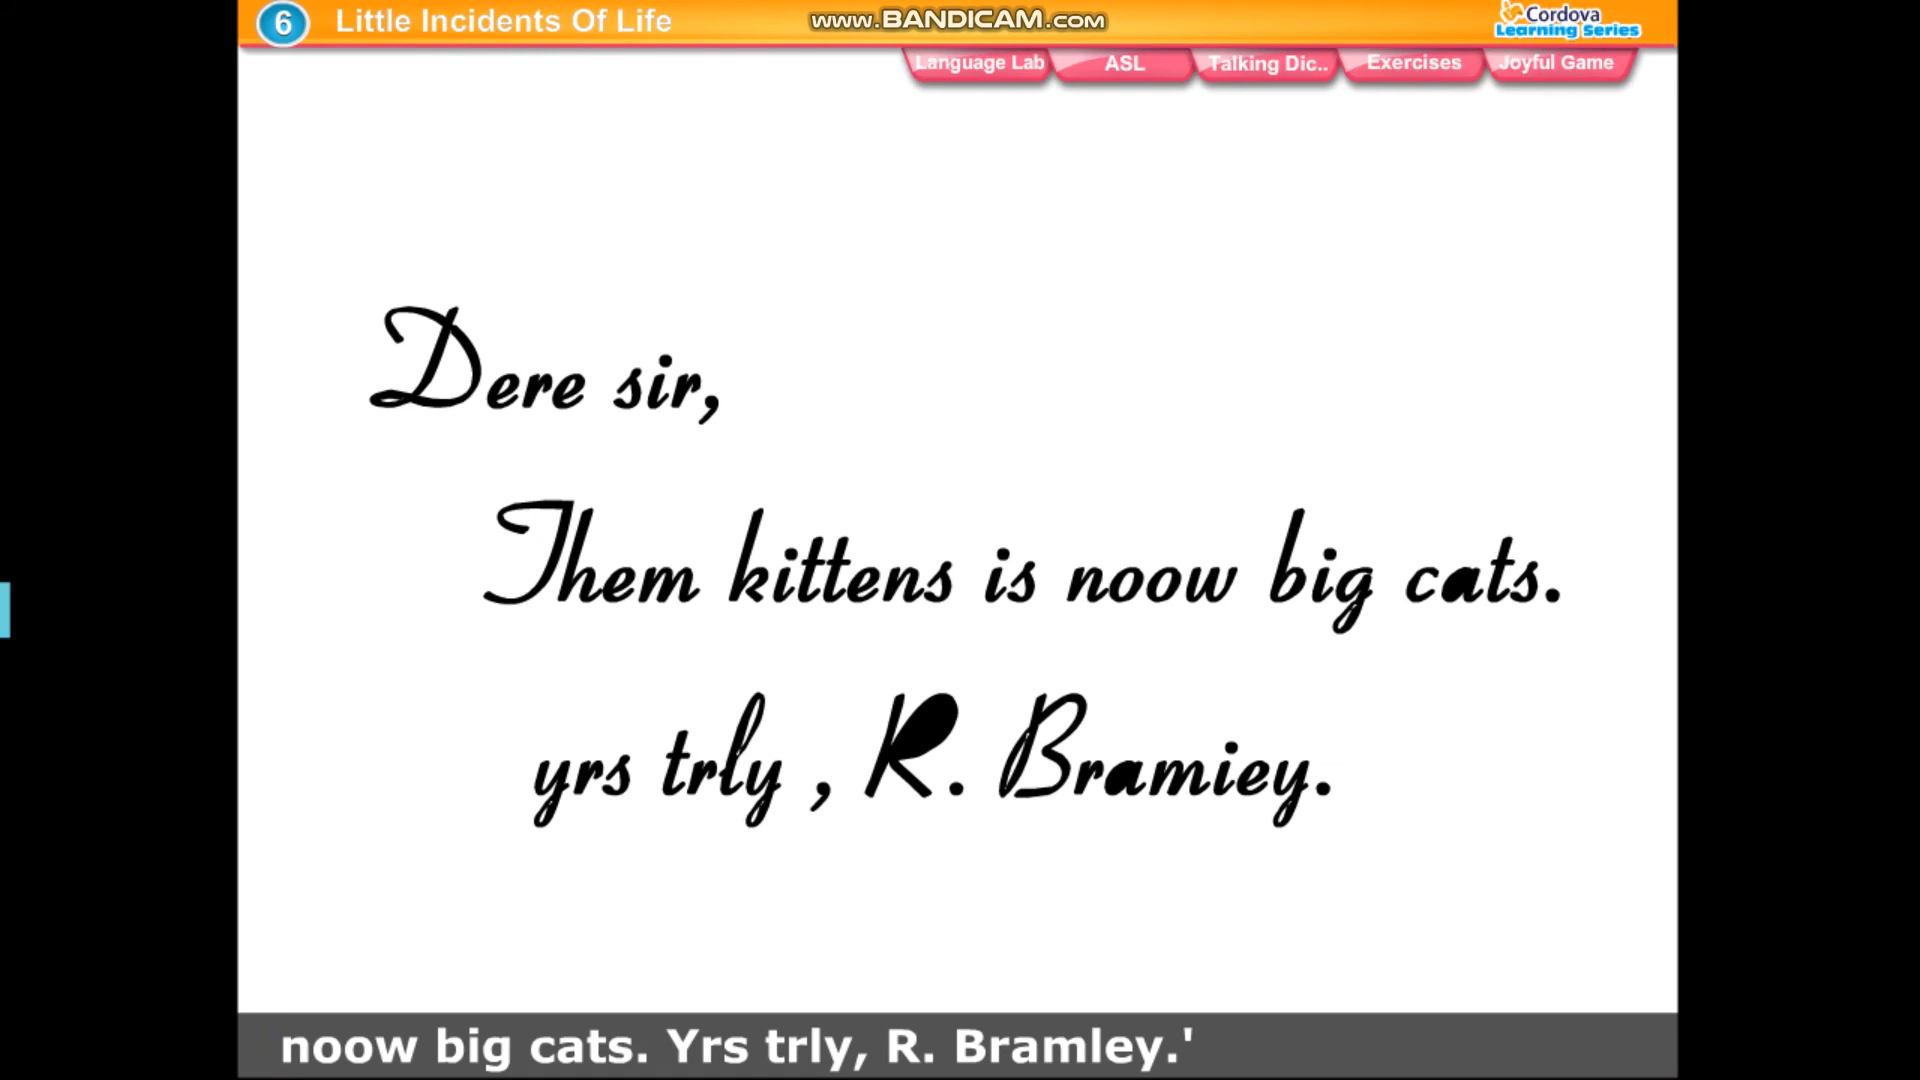 6 Little Incidents Of Life www.BANDICAM.com Cordova
Learning Series
Language Lab ASL Talking Dic.. Exercises Joyful Game
Dere sir,
Them kittens is noow big cats.
yrs trly , R. Bramiey.
noow big cats. Yrs trly, R. Bramley.'